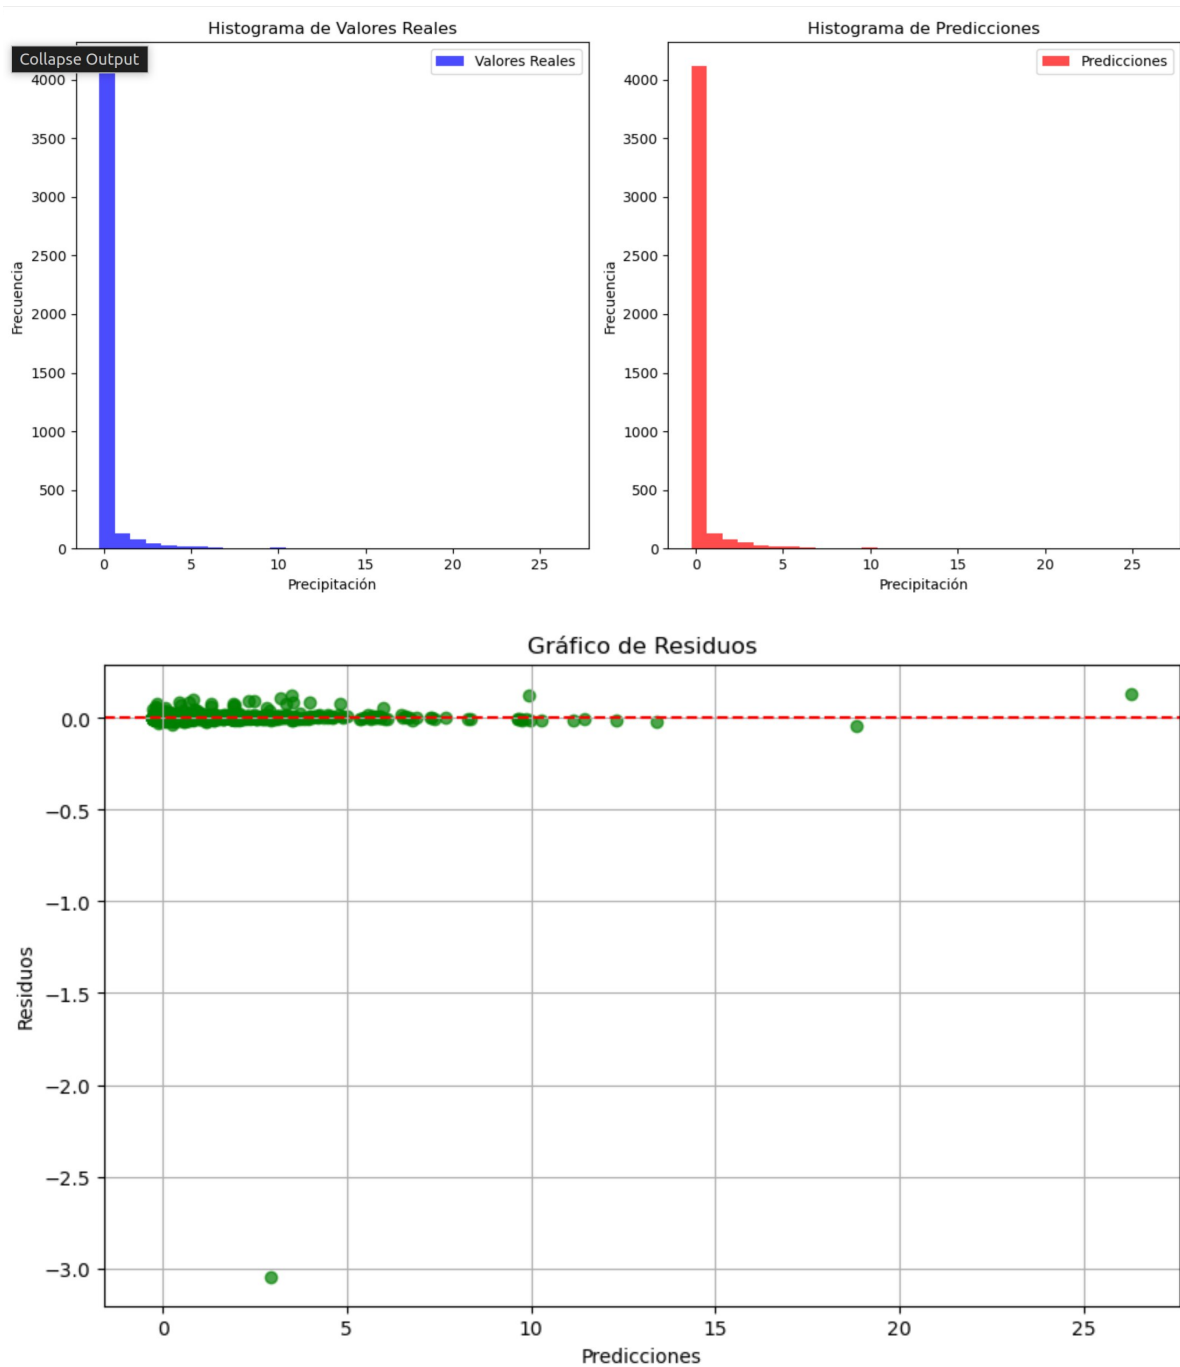 Histograma de Valores Reales
Histograma de Predicciones
Collapse Output
Valores Reales
Predicciones
4000
3500
3000
2500
2000
1500
1000
500
0
Frecuencia
0 5 10 15 20 25
Precipitación
4000
3500
3000
2500
2000
1500
1000
500
0
Frecuencia
0 5 10 15 20 25
Precipitación
Gráfico de Residuos
0.0
−0.5
−1.0
−1.5
−2.0
−2.5
−3.0
Residuos
0 5 10 15 20 25
Predicciones